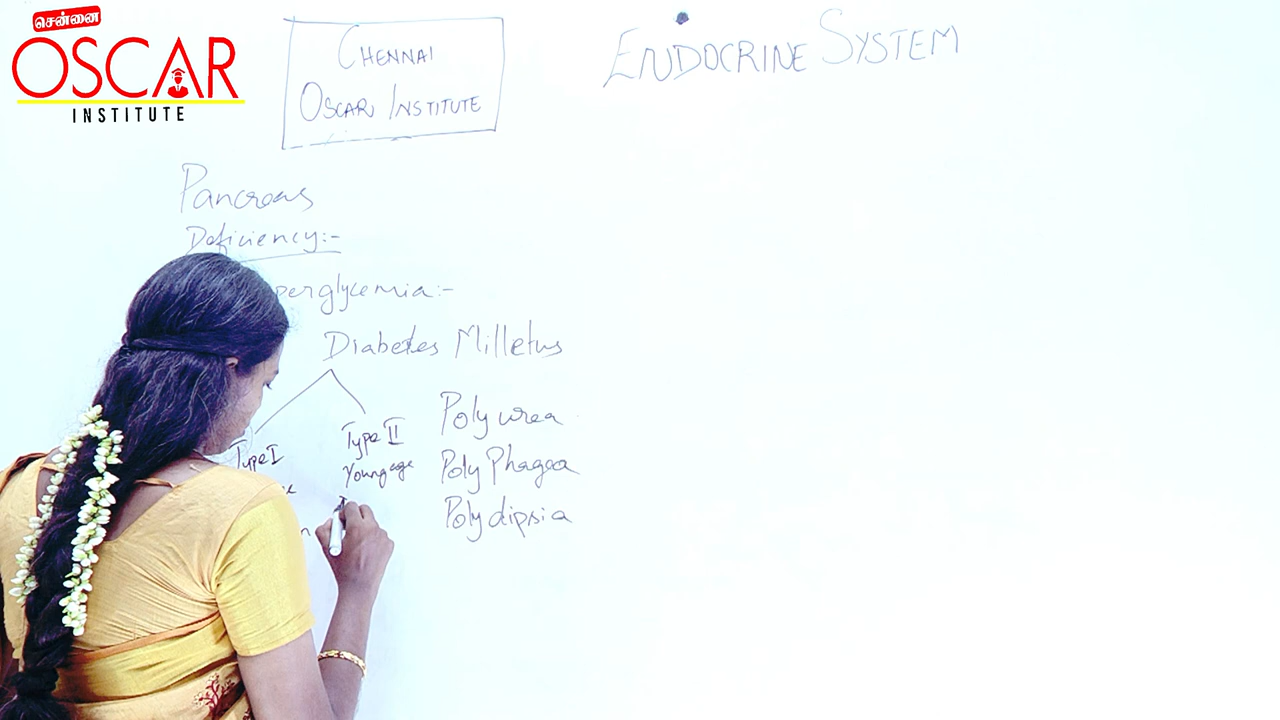 சென்னை
OSCAR
INSTITUTE
CHENNAI
OSCAR INSTITUTE
ENDOCRINE SYSTEM
Pancreas
Deficiency:-
perglycemia:-
Diabetes Milletus
Type I
Type II
Young age
Poly urea
Poly Phagea
Poly dipsia